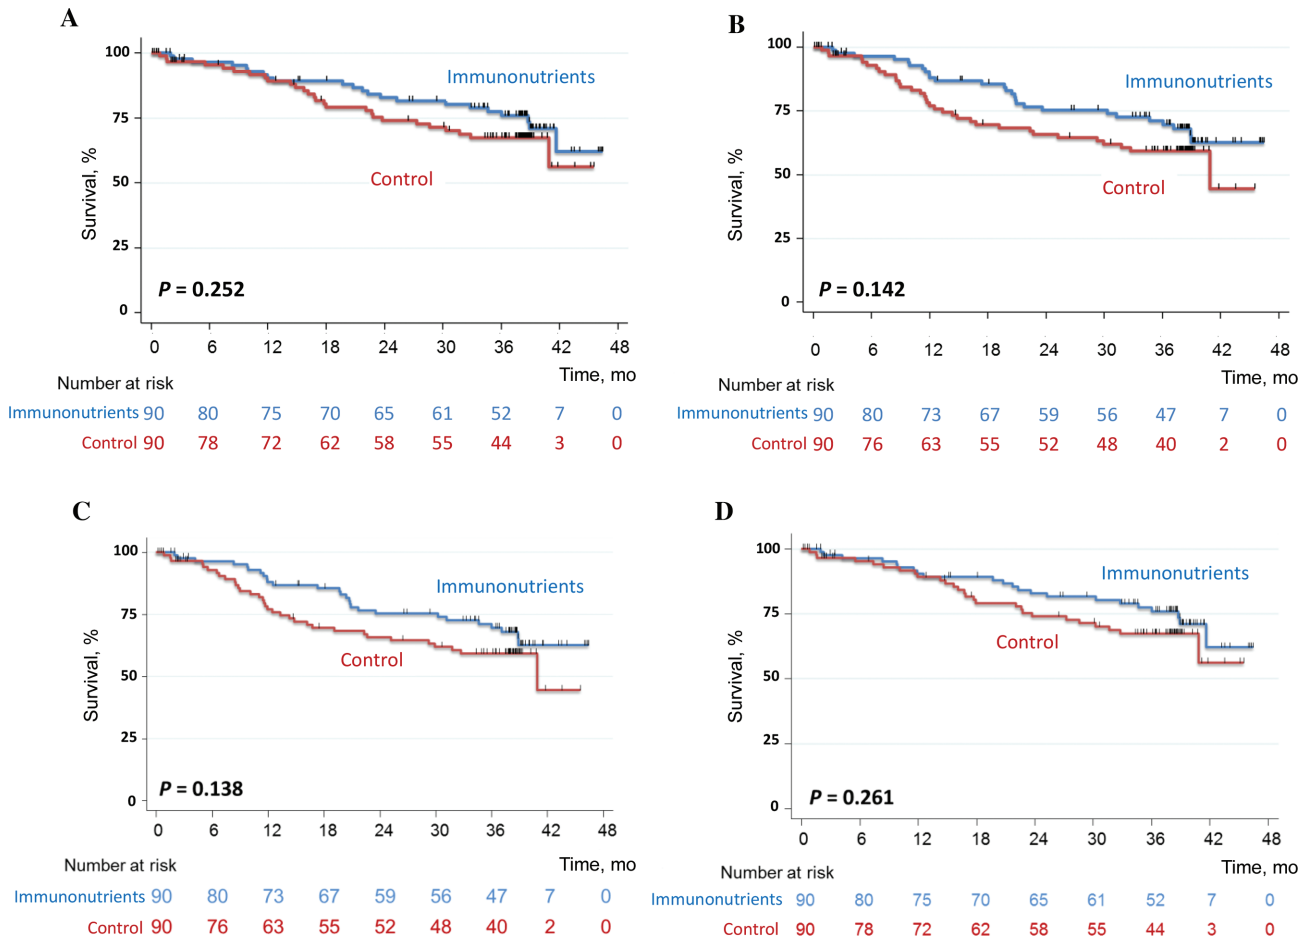 A
100
75
50
25
0
Survival, %
Immunonutrients
Control
P = 0.252
0 6 12 18 24 30 36 42 48
Time, mo
Number at risk
Immunonutrients 90 80 75 70 65 61 52 7 0
Control 90 78 72 62 58 55 44 3 0
B
100
75
50
25
0
Survival, %
Immunonutrients
Control
P = 0.142
0 6 12 18 24 30 36 42 48
Time, mo
Number at risk
Immunonutrients 90 80 73 67 59 56 47 7 0
Control 90 76 63 55 52 48 40 2 0
C
100
75
50
25
0
Survival, %
Immunonutrients
Control
P = 0.138
0 6 12 18 24 30 36 42 48
Number at risk Time, mo
Immunonutrients 90 80 73 67 59 56 47 7 0
Control 90 76 63 55 52 48 40 2 0
D
100
75
50
25
0
Survival, %
Immunonutrients
Control
P = 0.261
0 6 12 18 24 30 36 42 48
Number at risk Time, mo
Immunonutrients 90 80 75 70 65 61 52 7 0
Control 90 78 72 62 58 55 44 3 0